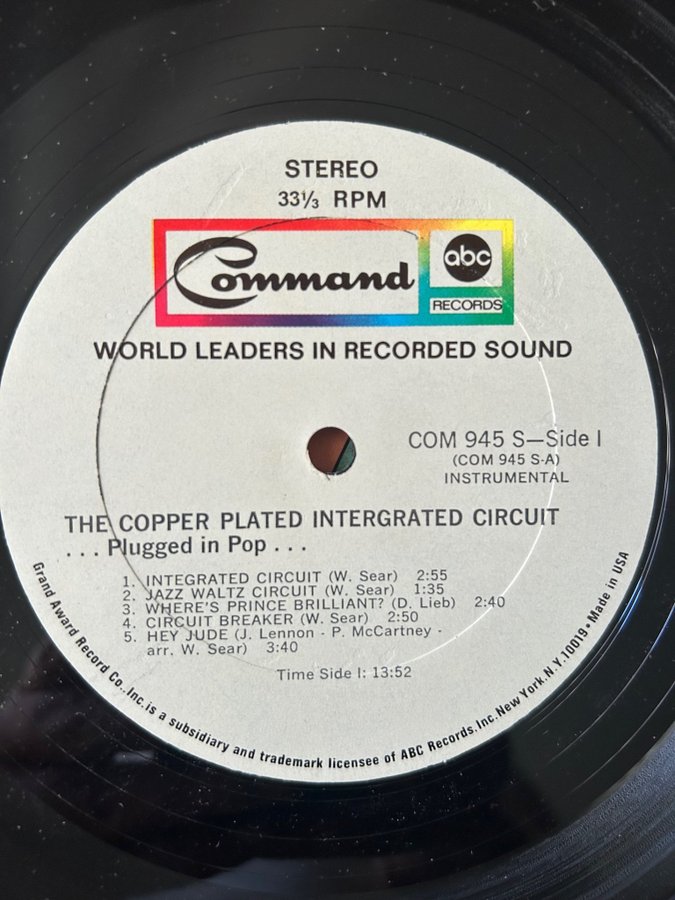 STEREO
33⅓ RPM
Command
abc
RECORDS
WORLD LEADERS IN RECORDED SOUND
COM 945 S—Side I
(COM 945 S-A)
INSTRUMENTAL
THE COPPER PLATED INTERGRATED CIRCUIT
. . . Plugged in Pop . . .
1. INTEGRATED CIRCUIT (W. Sear) 2:55
2. JAZZ WALTZ CIRCUIT (W. Sear) 1:35
3. WHERE'S PRINCE BRILLIANT? (D. Lieb) 2:40
4. CIRCUIT BREAKER (W. Sear) 2:50
5. HEY JUDE (J. Lennon - P. McCartney -
arr. W. Sear) 3:40
Time Side I: 13:52
Grand Award Record Co., Inc. is a subsidiary and trademark licensee of ABC Records, Inc. New York, N.Y. 10019 • Made in USA